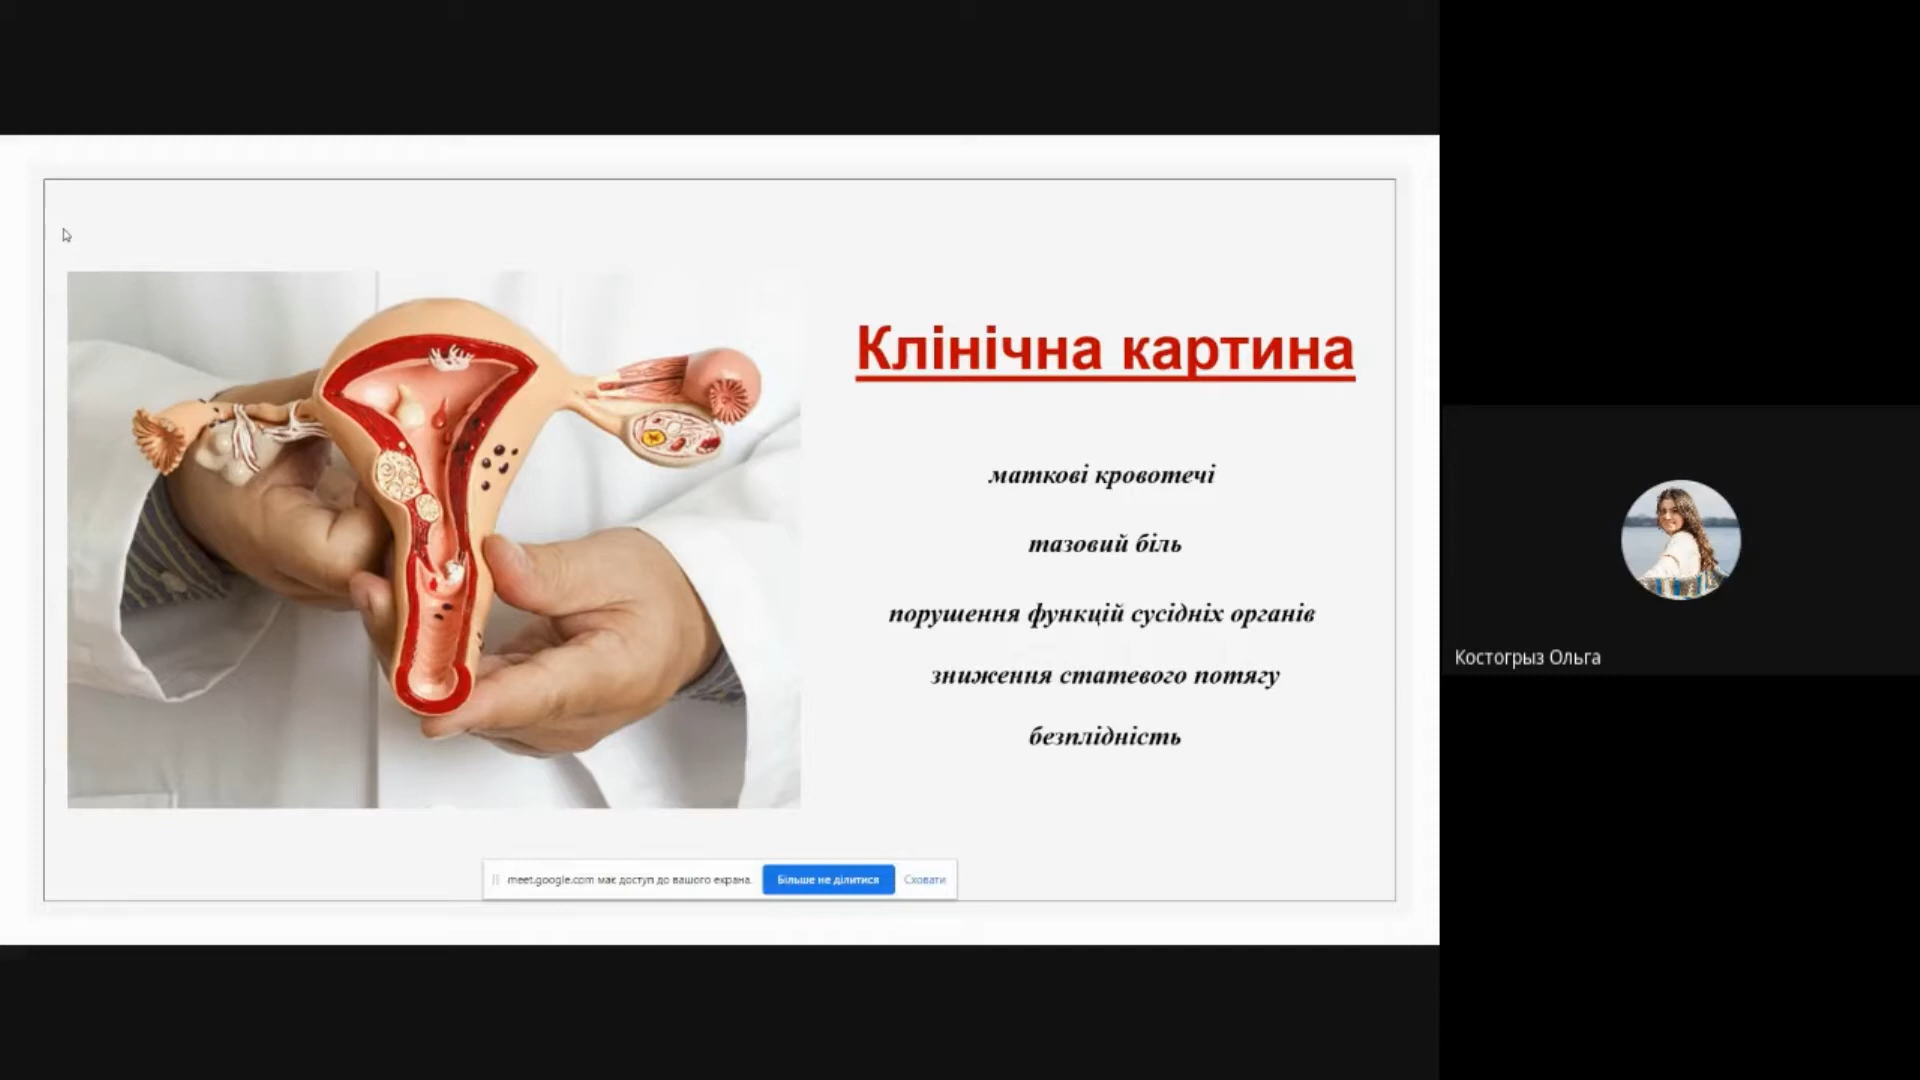 Клінічна картина
маткові кровотечі
тазовий біль
порушення функцій сусідніх органів
зниження статевого потягу
безплідність
Костогрыз Ольга
meet.google.com має доступ до вашого екрана. Більше не ділитися Сховати